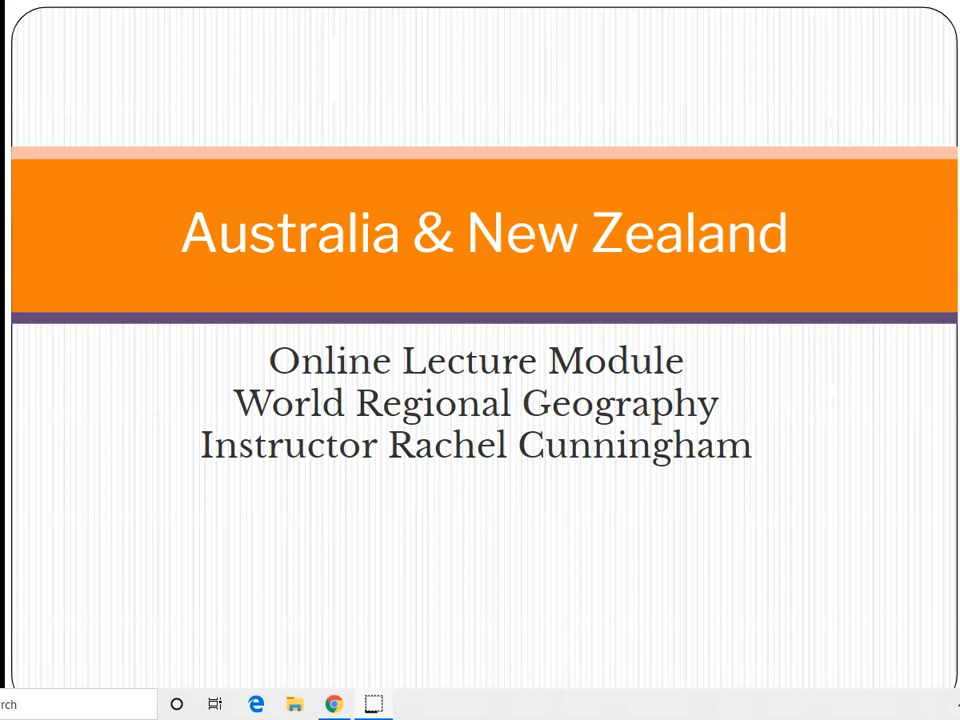 Australia & New Zealand
Online Lecture Module
World Regional Geography
Instructor Rachel Cunningham
rch